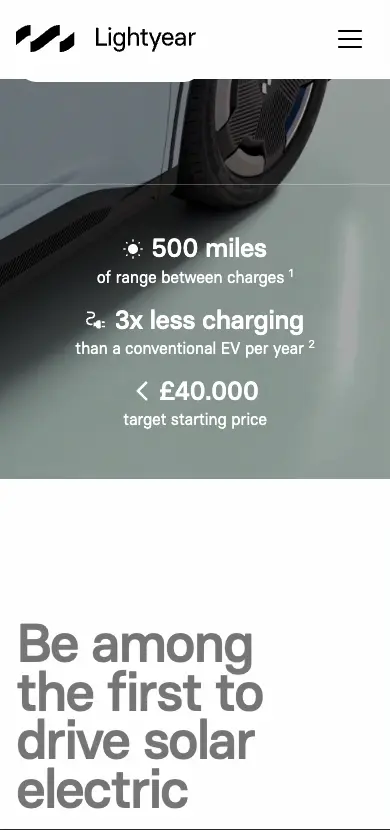 Lightyear
500 miles
of range between charges 1
3x less charging
than a conventional EV per year 2
< £40.000
target starting price
Be among
the first to
drive solar
electric